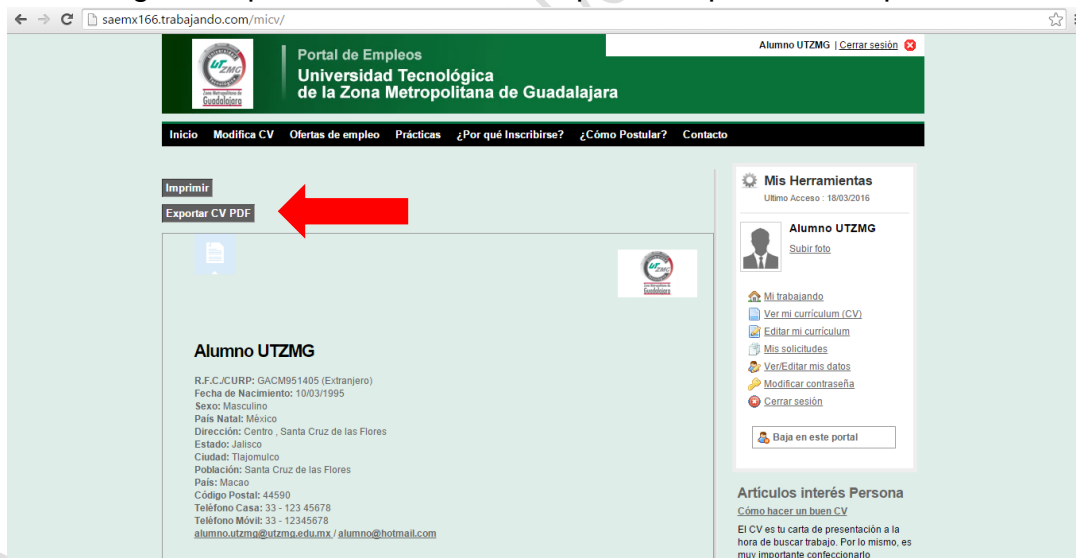 saemx166.trabajando.com/micv/
Alumno UTZMG | Cerrar sesión
Portal de Empleos
Universidad Tecnológica
de la Zona Metropolitana de Guadalajara
UTZMG
Guadalajara
Inicio Modifica CV Ofertas de empleo Prácticas ¿Por qué Inscribirse? ¿Cómo Postular? Contacto
Imprimir
Exportar CV PDF
Alumno UTZMG
R.F.C./CURP: GACM951405 (Extranjero)
Fecha de Nacimiento: 10/03/1995
Sexo: Masculino
País Natal: México
Dirección: Centro , Santa Cruz de las Flores
Estado: Jalisco
Ciudad: Tlajomulco
Población: Santa Cruz de las Flores
País: Macao
Código Postal: 44590
Teléfono Casa: 33 - 123 45678
Teléfono Móvil: 33 - 12345678
alumno.utzmg@utzmg.edu.mx / alumno@hotmail.com
Mis Herramientas
Ultimo Acceso : 18/03/2016
Alumno UTZMG
Subir foto
Mi trabajando
Ver mi currículum (CV)
Editar mi currículum
Mis solicitudes
Ver/Editar mis datos
Modificar contraseña
Cerrar sesión
Baja en este portal
Artículos interés Persona
Cómo hacer un buen CV
El CV es tu carta de presentación a la
hora de buscar trabajo. Por lo mismo, es
muy importante confeccionarlo